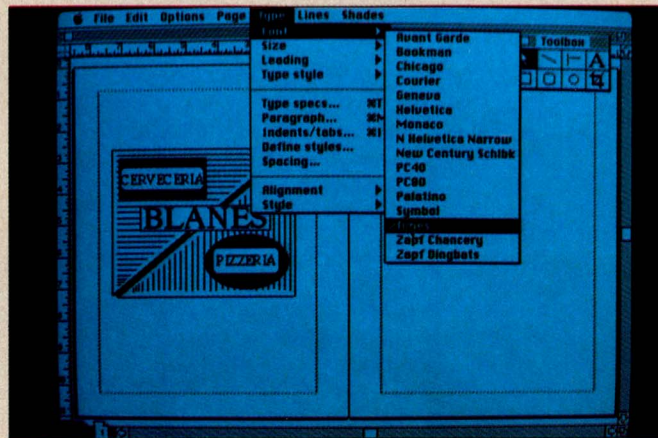 File Edit Options Page Type Lines Shades
Font
Size
Leading
Type style
Type specs... ⌘T
Paragraph... ⌘M
Indents/tabs... ⌘I
Define styles...
Spacing...
Alignment
Style
Avant Garde
Bookman
Chicago
Courier
Geneva
Helvetica
Monaco
N Helvetica Narrow
New Century Schlbk
PC40
PC80
Palatino
Symbol
Times
Zapf Chancery
Zapf Dingbats
Toolbox
A
CERVECERIA
BLANES
PIZZERIA